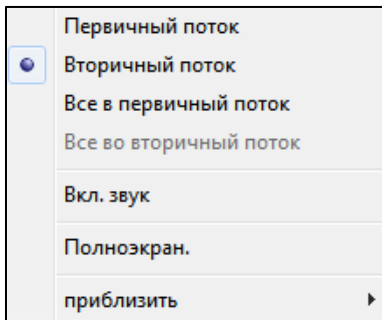 Первичный поток
Вторичный поток
Все в первичный поток
Все во вторичный поток
Вкл. звук
Полноэкран.
приблизить